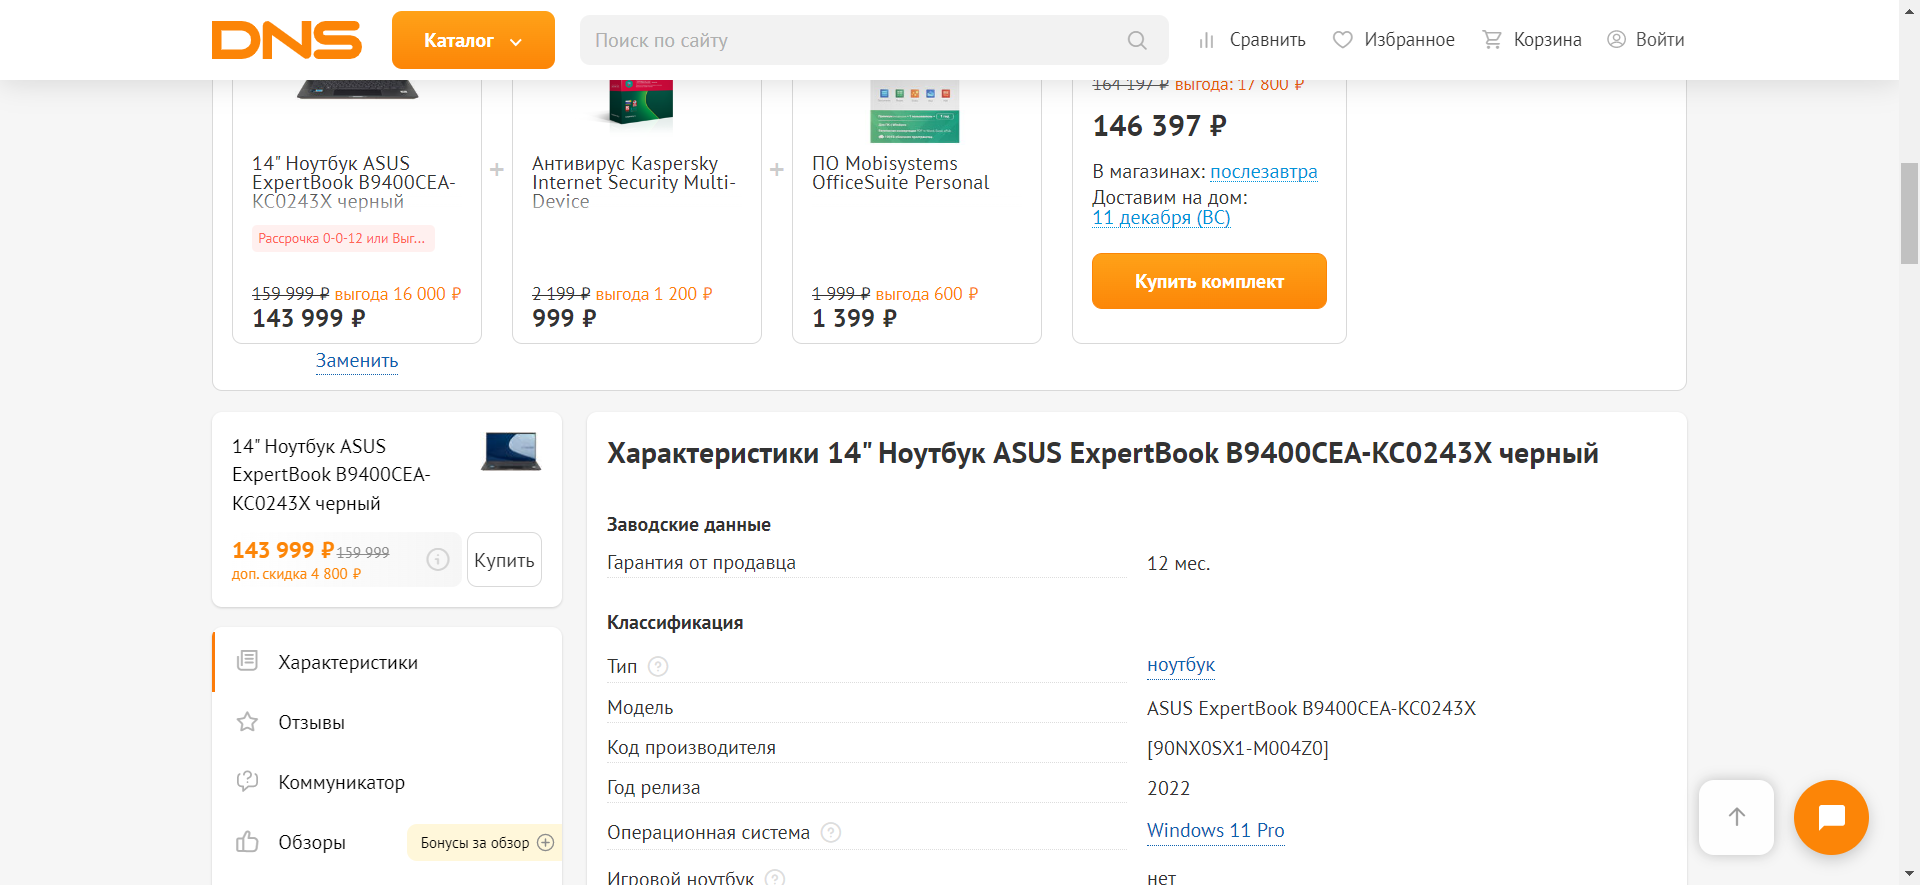 DNS
Каталог
Поиск по сайту
Сравнить
Избранное
Корзина
Войти
14" Ноутбук ASUS
ExpertBook B9400CEA-
KC0243X черный
Рассрочка 0-0-12 или Выг...
159 999 ₽ выгода 16 000 ₽
143 999 ₽
Заменить
+
Антивирус Kaspersky
Internet Security Multi-
Device
2 199 ₽ выгода 1 200 ₽
999 ₽
+
ПО Mobisystems
OfficeSuite Personal
1 999 ₽ выгода 600 ₽
1 399 ₽
164 197 ₽ выгода: 17 800 ₽
146 397 ₽
В магазинах: послезавтра
Доставим на дом:
11 декабря (ВС)
Купить комплект
14" Ноутбук ASUS
ExpertBook B9400CEA-
KC0243X черный
143 999 ₽ 159 999
доп. скидка 4 800 ₽
Купить
Характеристики
Отзывы
Коммуникатор
Обзоры
Бонусы за обзор
Характеристики 14" Ноутбук ASUS ExpertBook B9400CEA-KC0243X черный
Заводские данные
Гарантия от продавца 12 мес.
Классификация
Тип ноутбук
Модель ASUS ExpertBook B9400CEA-KC0243X
Код производителя [90NX0SX1-M004Z0]
Год релиза 2022
Операционная система Windows 11 Pro
Игровой ноутбук нет